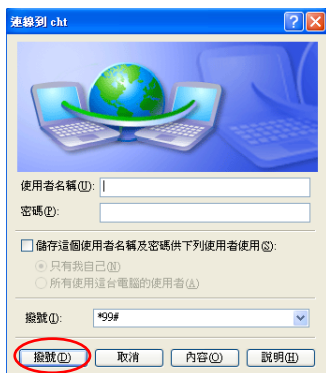 連線到 cht
使用者名稱(U):
密碼(P):
儲存這個使用者名稱及密碼供下列使用者使用(S):
只有我自己(N)
所有使用這台電腦的使用者(A)
撥號(I): *99#
撥號(D) 取消 內容(O) 說明(H)